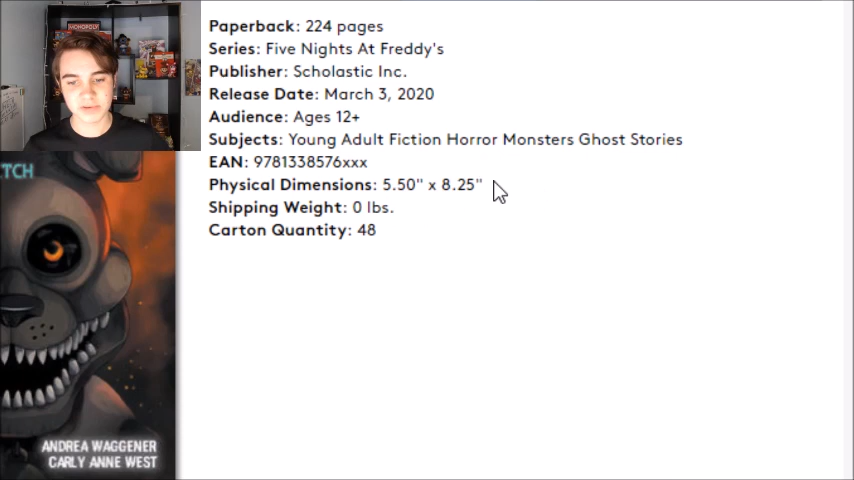 MONOPOLY
Paperback: 224 pages
Series: Five Nights At Freddy's
Publisher: Scholastic Inc.
Release Date: March 3, 2020
Audience: Ages 12+
Subjects: Young Adult Fiction Horror Monsters Ghost Stories
EAN: 9781338576xxx
Physical Dimensions: 5.50" x 8.25"
Shipping Weight: 0 lbs.
Carton Quantity: 48
TCH
ANDREA WAGGENER
CARLY ANNE WEST